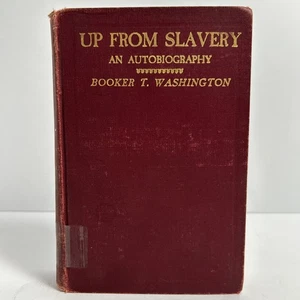 UP FROM SLAVERY
AN AUTOBIOGRAPHY
BOOKER T. WASHINGTON